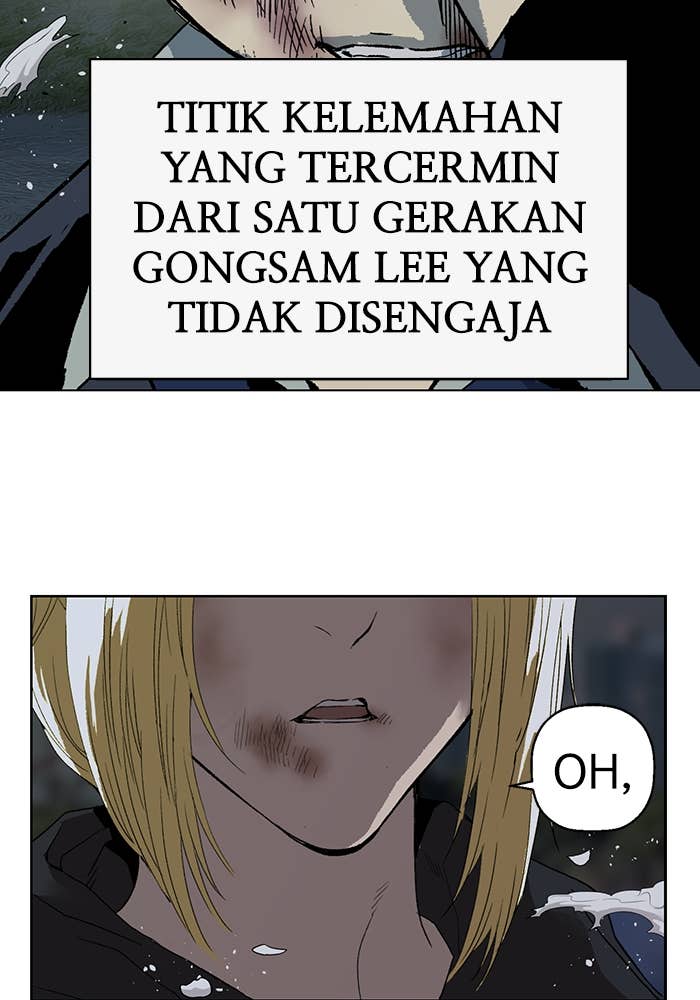 TITIK KELEMAHAN
YANG TERCERMIN
DARI SATU GERAKAN
GONGSAM LEE YANG
TIDAK DISENGAJA
OH,